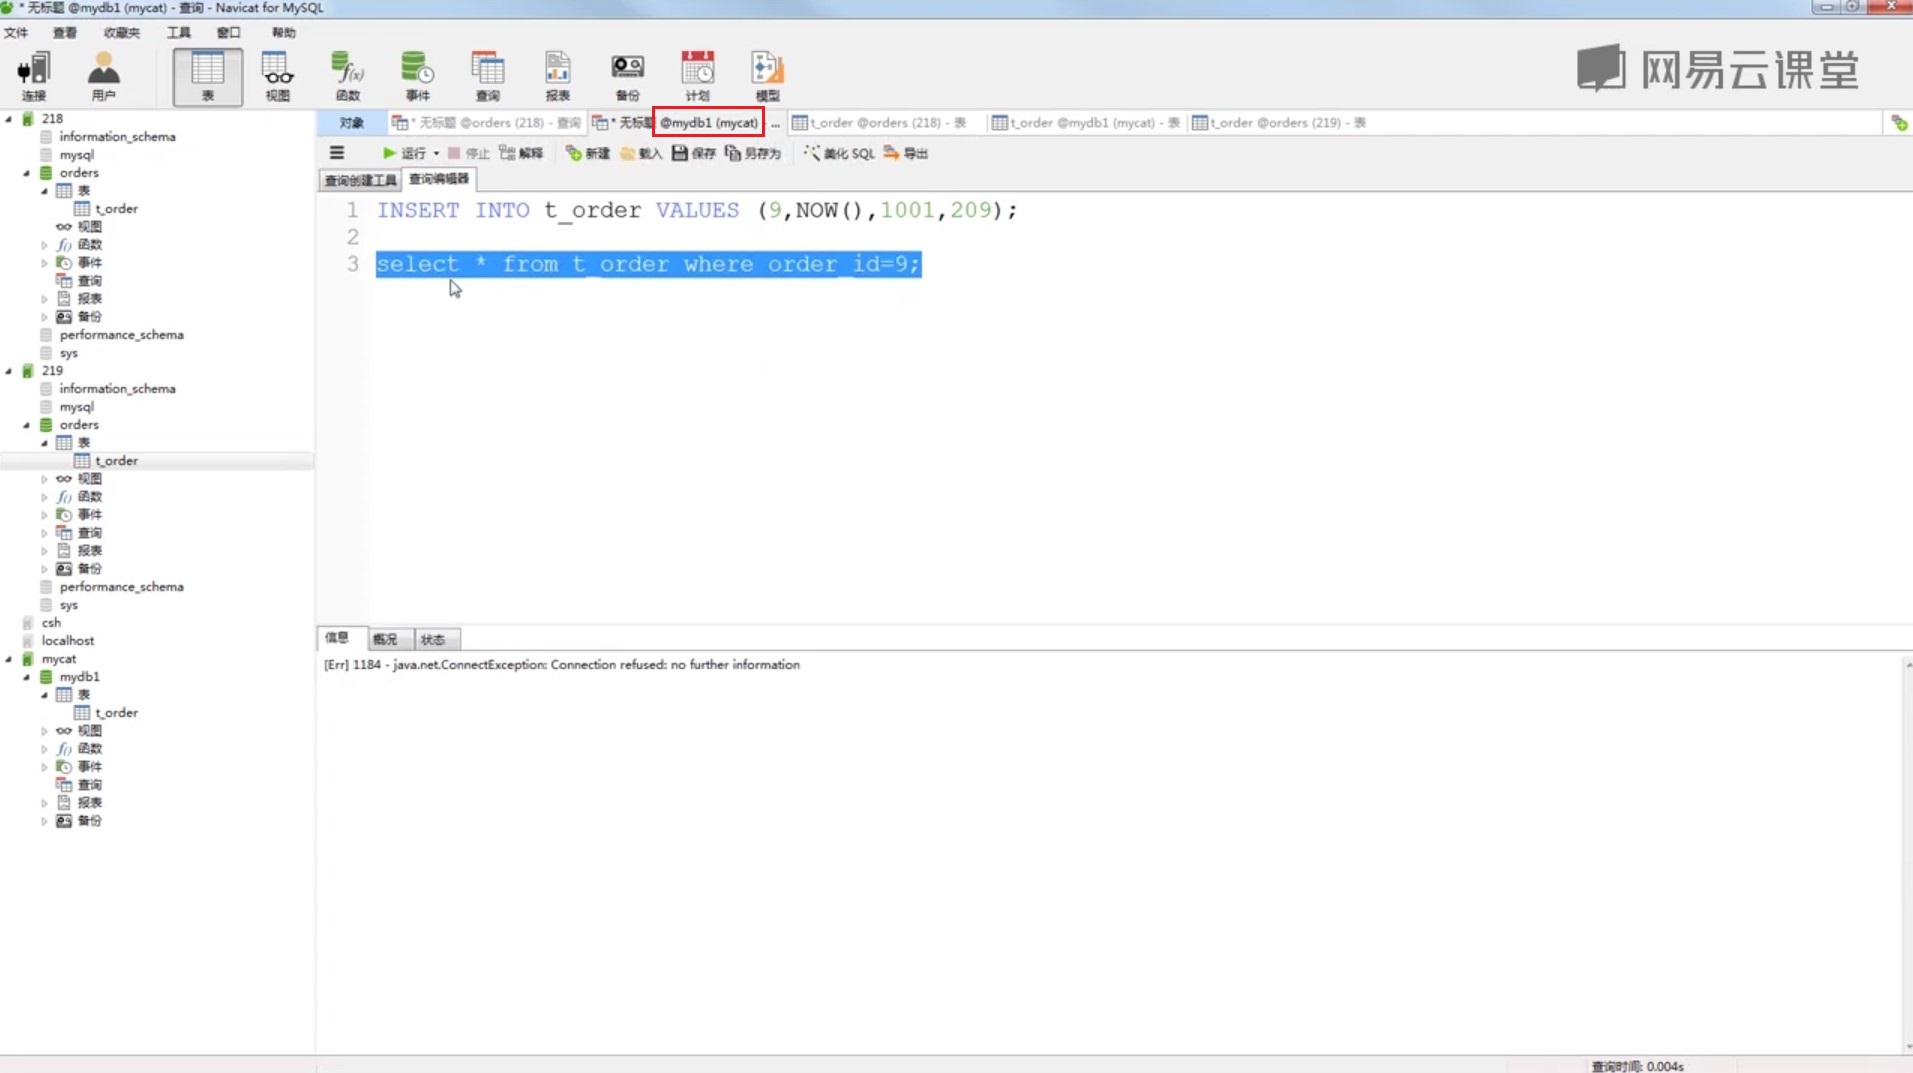 * 无标题 @mydb1 (mycat) - 查询 - Navicat for MySQL
文件 查看 收藏夹 工具 窗口 帮助
连接 用户 表 视图 函数 事件 查询 报表 备份 计划 模型
网易云课堂
对象 * 无标题 @orders (218) - 查询 * 无标题 @mydb1 (mycat) - ... t_order @orders (218) - 表 t_order @mydb1 (mycat) - 表 t_order @orders (219) - 表
运行 停止 解释 新建 载入 保存 另存为 美化 SQL 导出
查询创建工具 查询编辑器
1 INSERT INTO t_order VALUES (9,NOW(),1001,209);
2
3 select * from t_order where order_id=9;
218
information_schema
mysql
orders
表
t_order
视图
f() 函数
事件
查询
报表
备份
performance_schema
sys
219
information_schema
mysql
orders
表
t_order
视图
f() 函数
事件
查询
报表
备份
performance_schema
sys
csh
localhost
mycat
mydb1
表
t_order
视图
f() 函数
事件
查询
报表
备份
信息 概况 状态
[Err] 1184 - java.net.ConnectException: Connection refused: no further information
查询时间: 0.004s